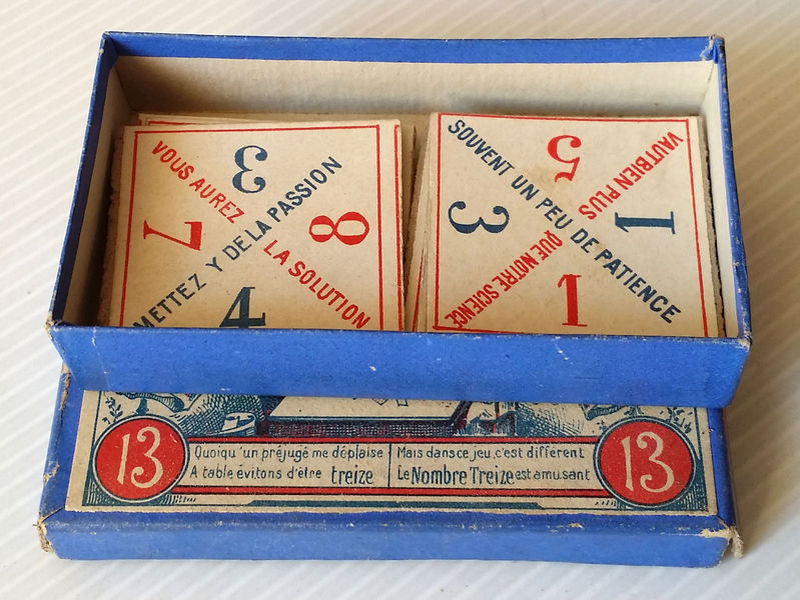 3
VOUS AUREZ LA SOLUTION
METTEZ Y DE LA PASSION
7
8
4
5
SOUVENT UN PEU DE PATIENCE
VAUT BIEN PLUS
QUE NOTRE SCIENCE
3
1
1
13
Quoiqu'un préjugé me déplaise
A table évitons d'être treize
Mais dans ce jeu, c'est différent
Le Nombre Treize est amusant
13